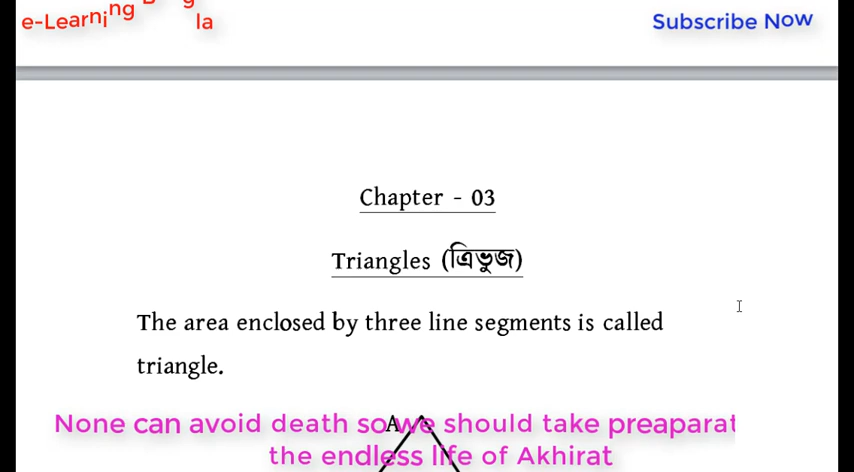 e-Learning
la
Subscribe Now
Chapter - 03
Triangles (ত্রিভুজ)
The area enclosed by three line segments is called
triangle.
A
None can avoid death so we should take preaparat
the endless life of Akhirat